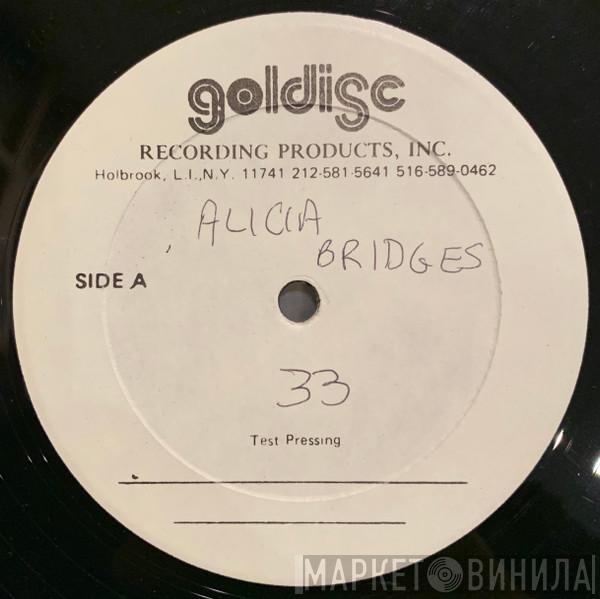 goldisc
RECORDING PRODUCTS, INC.
Holbrook, L.I.,N.Y. 11741 212-581-5641 516-589-0462
ALICIA
BRIDGES
SIDE A
33
Test Pressing
МАРКЕТ ВИНИЛА